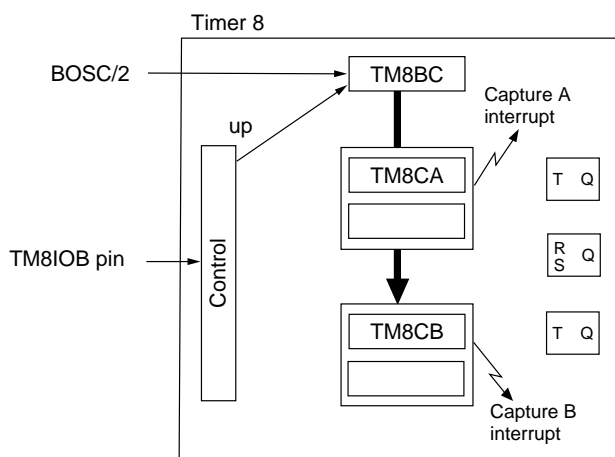 Timer 8
BOSC/2
TM8BC
Capture A
interrupt
up
TM8CA
T Q
TM8IOB pin
Control
R
S Q
TM8CB
T Q
Capture B
interrupt